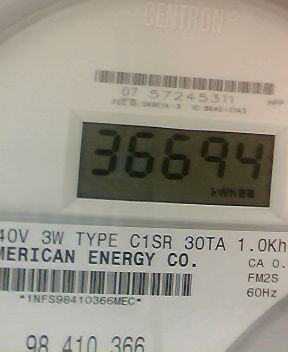 CENTRON®
07 57245311
36694
kWh
40V 3W TYPE C1SR 30TA 1.0Kh
MERICAN ENERGY CO.
CA 0.
FM2S
*1NFS98410366MEC*
60Hz
98 410 366